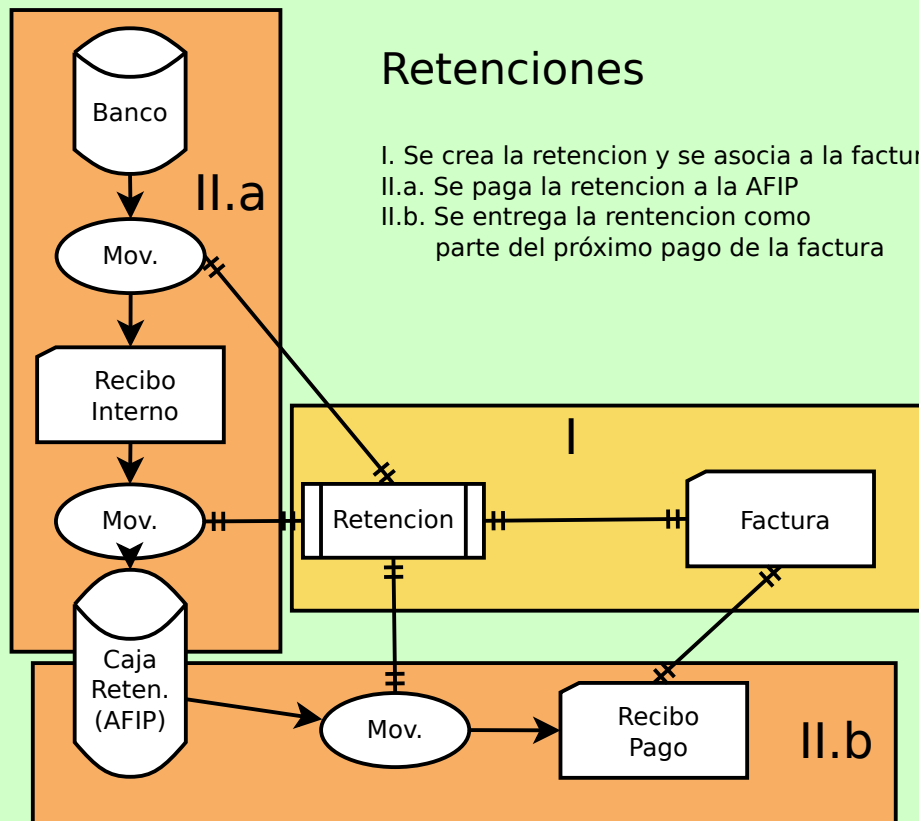 Retenciones
I. Se crea la retencion y se asocia a la factur
II.a. Se paga la retencion a la AFIP
II.b. Se entrega la rentencion como
parte del próximo pago de la factura
Banco
II.a
Mov.
Recibo
Interno
I
Mov.
Retencion
Factura
Caja
Reten.
(AFIP)
Mov.
Recibo
Pago
II.b